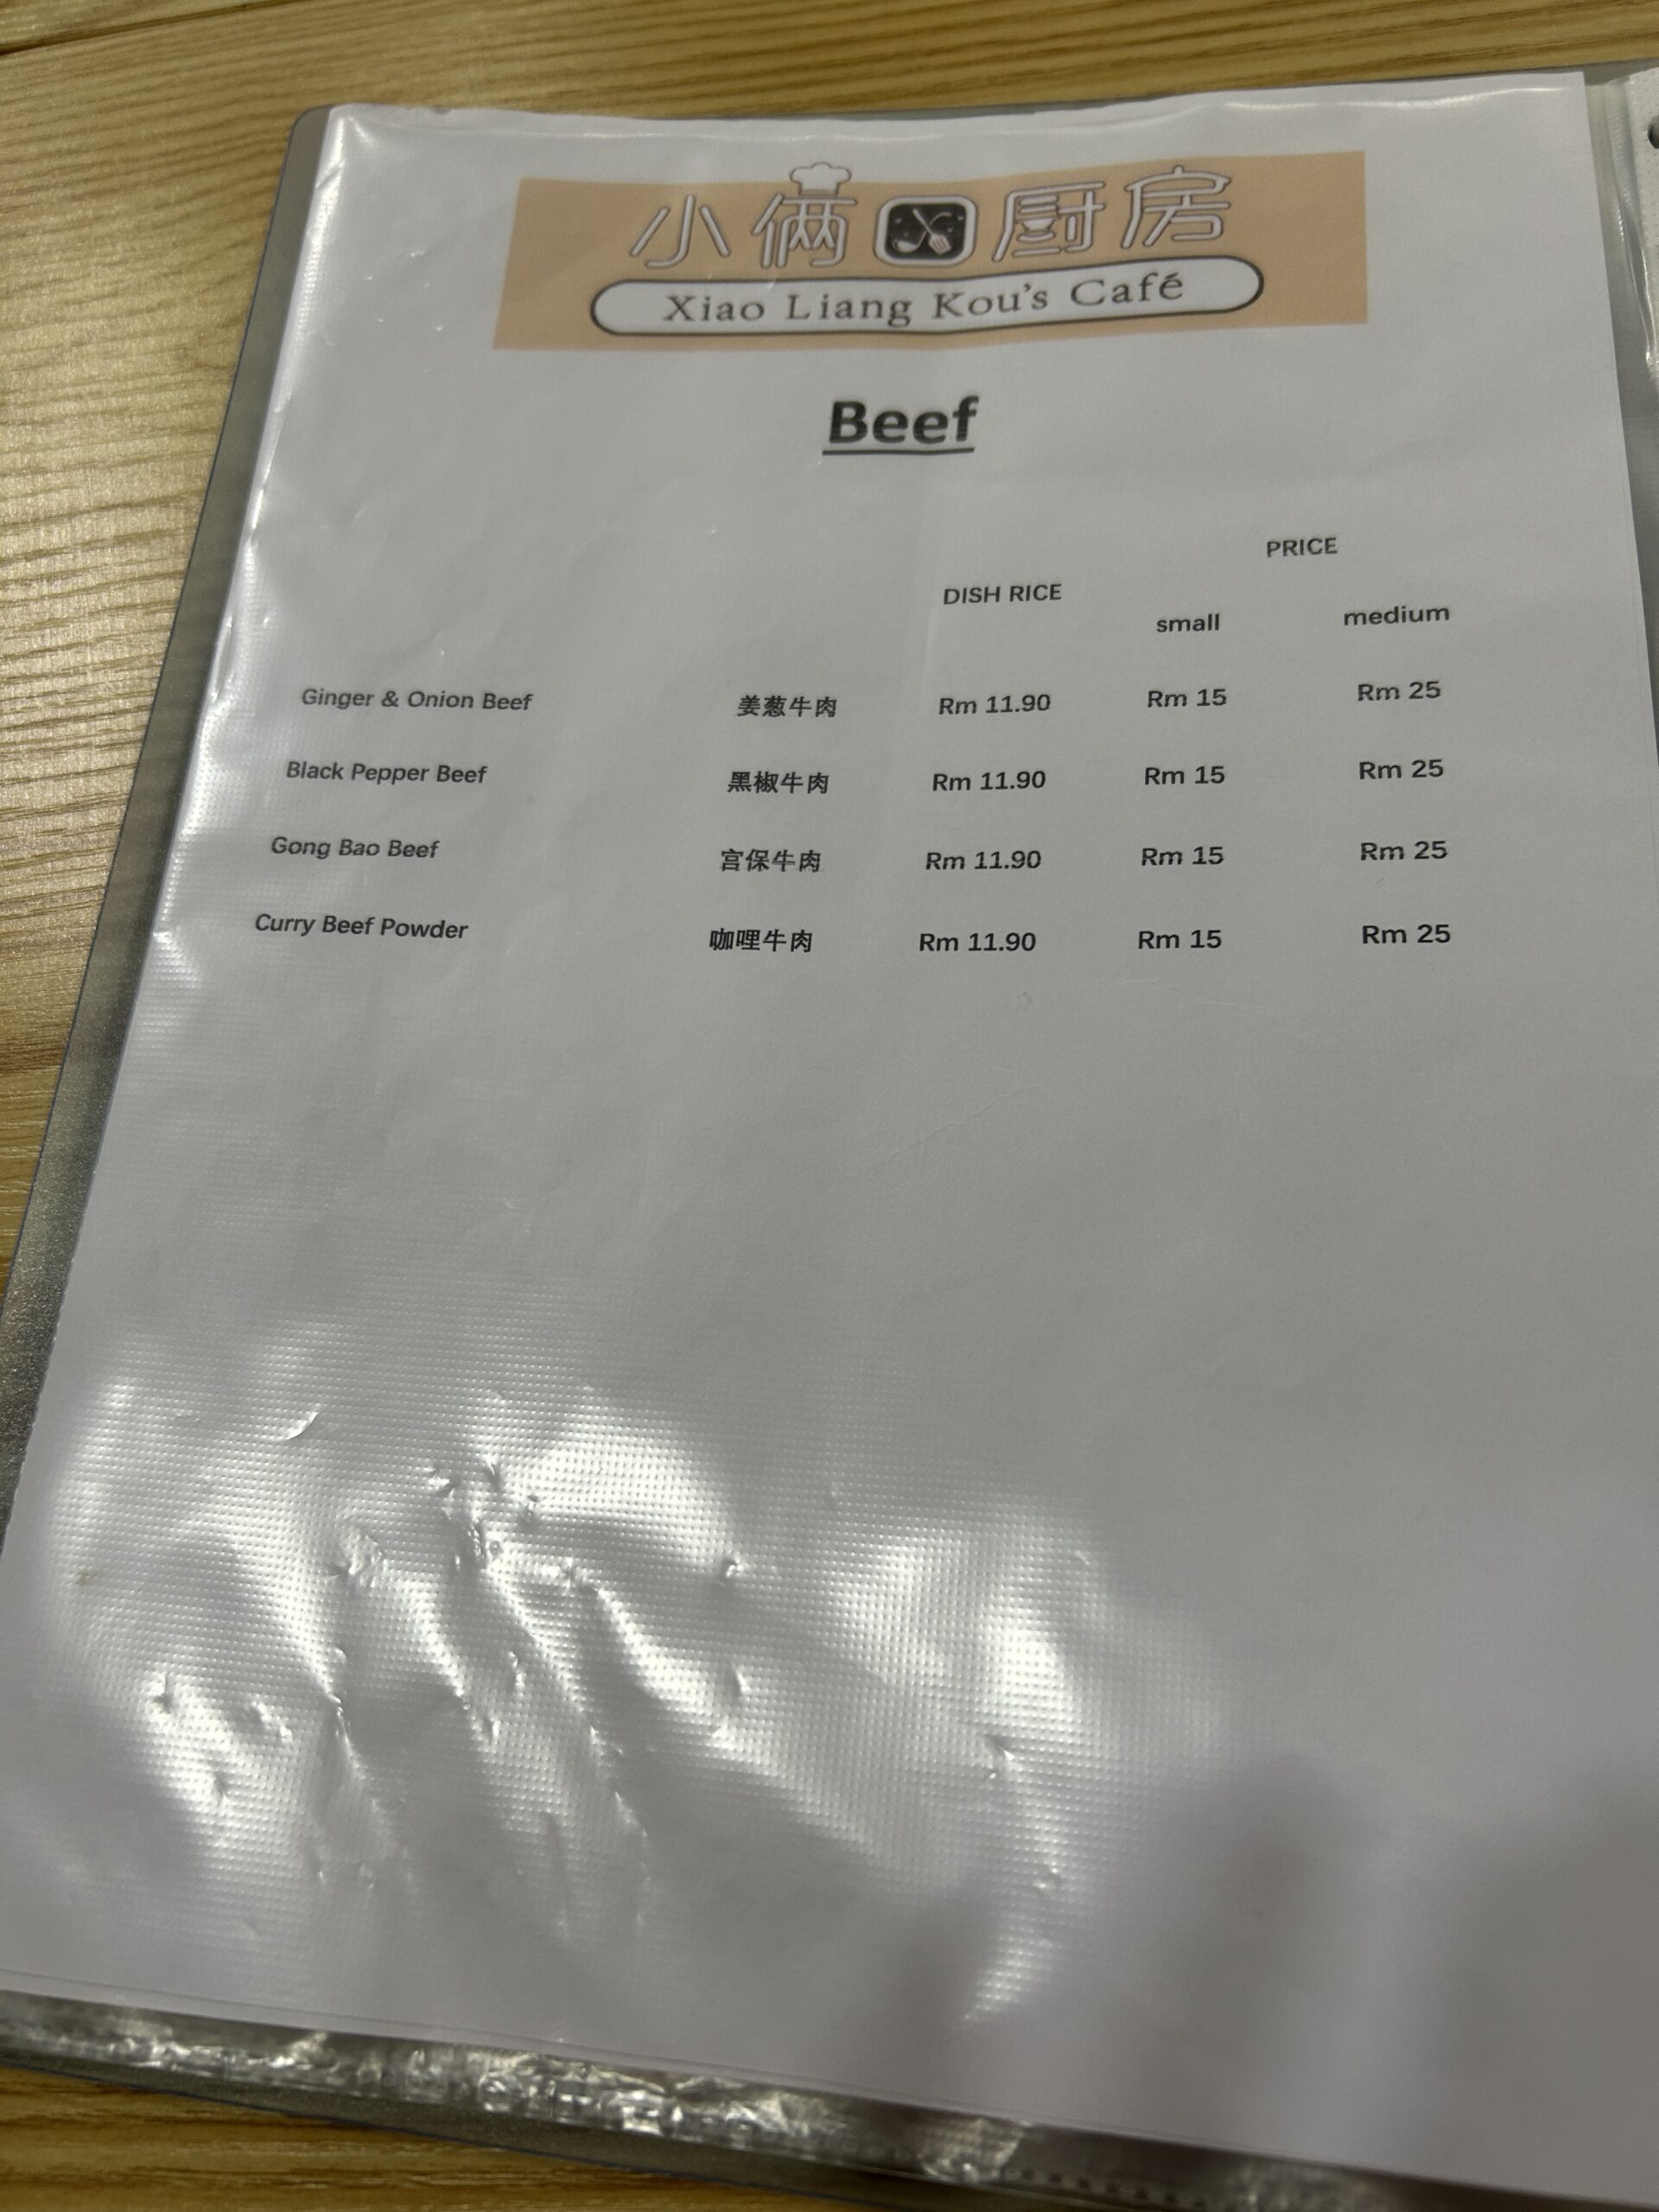 小俩口厨房
Xiao Liang Kou's Café
Beef
PRICE
DISH RICE small medium
Ginger & Onion Beef 姜葱牛肉 Rm 11.90 Rm 15 Rm 25
Black Pepper Beef 黑椒牛肉 Rm 11.90 Rm 15 Rm 25
Gong Bao Beef 宫保牛肉 Rm 11.90 Rm 15 Rm 25
Curry Beef Powder 咖哩牛肉 Rm 11.90 Rm 15 Rm 25